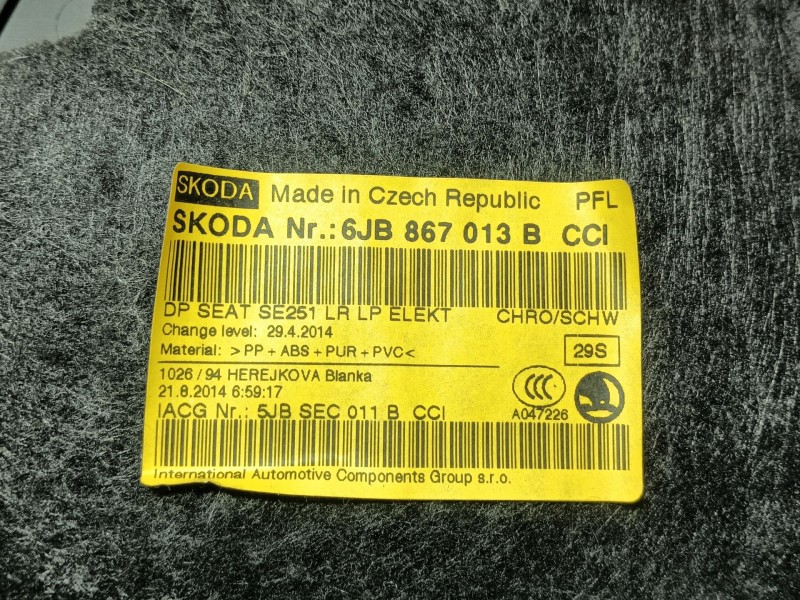 SKODA Made in Czech Republic PFL
SKODA Nr.: 6JB 867 013 B CCI
DP SEAT SE251 LR LP ELEKT CHRO/SCHW
Change level: 29.4.2014
Material: >PP+ABS+PUR+PVC< 29S
1026/94 HEREJKOVA Blanka
21.8.2014 6:59:17
CCC
A047226
IACG Nr.: 5JB SEC 011 B CCI
International Automotive Components Group s.r.o.